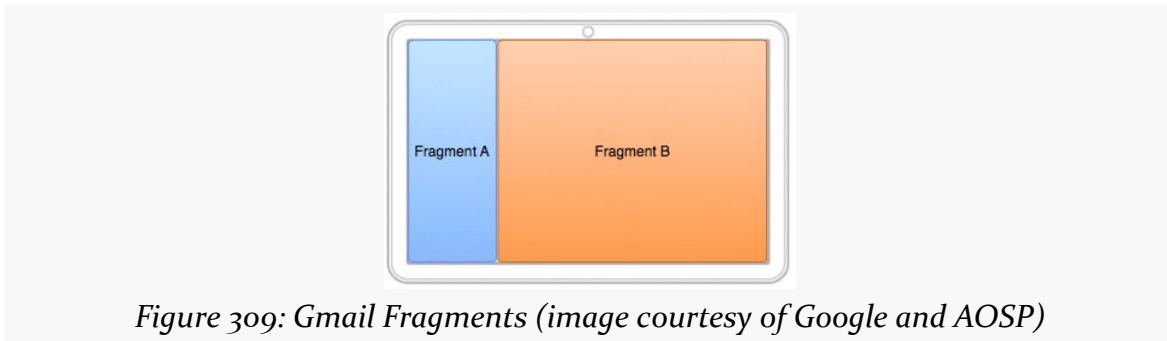 Fragment A
Fragment B
Figure 309: Gmail Fragments (image courtesy of Google and AOSP)